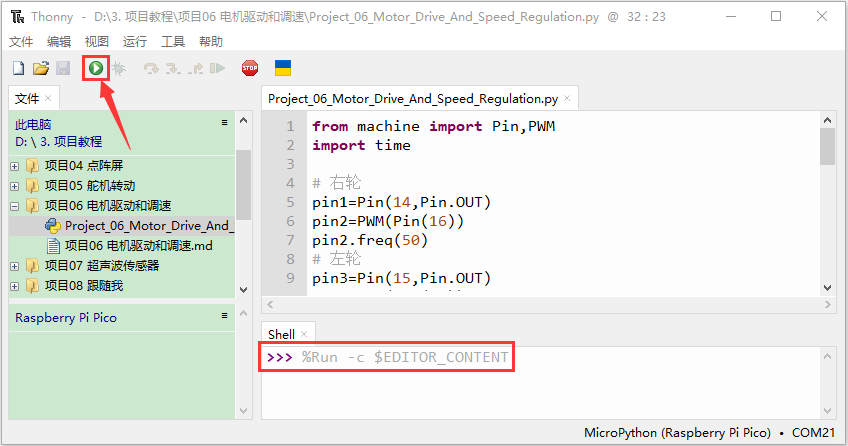 Thonny - D:\3. 项目教程\项目06 电机驱动和调速\Project_06_Motor_Drive_And_Speed_Regulation.py @ 32 : 23
文件 编辑 视图 运行 工具 帮助
STOP
文件 ×
此电脑
D: \ 3. 项目教程
项目04 点阵屏
项目05 舵机转动
项目06 电机驱动和调速
Project_06_Motor_Drive_And_
项目06 电机驱动和调速.md
项目07 超声波传感器
项目08 跟随我
Raspberry Pi Pico
Project_06_Motor_Drive_And_Speed_Regulation.py ×
1 from machine import Pin,PWM
2 import time
3
4 # 右轮
5 pin1=Pin(14,Pin.OUT)
6 pin2=PWM(Pin(16))
7 pin2.freq(50)
8 # 左轮
9 pin3=Pin(15,Pin.OUT)
Shell ×
>>> %Run -c $EDITOR_CONTENT
MicroPython (Raspberry Pi Pico) • COM21